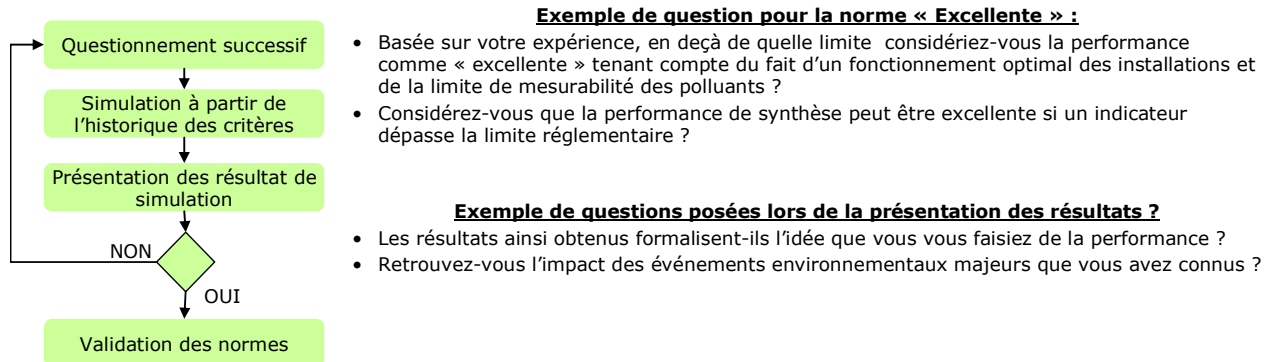 Questionnement successif
Simulation à partir de
l'historique des critères
Présentation des résultat de
simulation
NON
OUI
Validation des normes
Exemple de question pour la norme « Excellente » :
• Basée sur votre expérience, en deçà de quelle limite considériez-vous la performance
comme « excellente » tenant compte du fait d'un fonctionnement optimal des installations et
de la limite de mesurabilité des polluants ?
• Considérez-vous que la performance de synthèse peut être excellente si un indicateur
dépasse la limite réglementaire ?
Exemple de questions posées lors de la présentation des résultats ?
• Les résultats ainsi obtenus formalisent-ils l'idée que vous vous faisiez de la performance ?
• Retrouvez-vous l'impact des événements environnementaux majeurs que vous avez connus ?